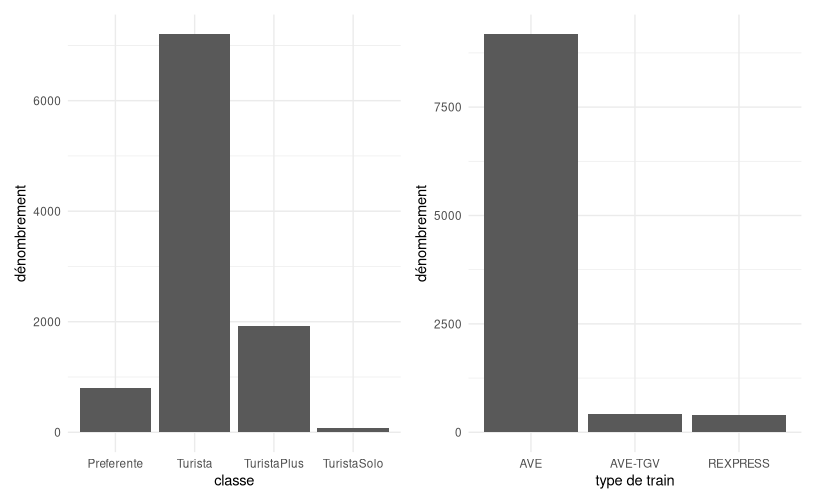 dénombrement
6000
4000
2000
0
Preferente Turista TuristaPlus TuristaSolo
classe
dénombrement
7500
5000
2500
0
AVE AVE-TGV REXPRESS
type de train